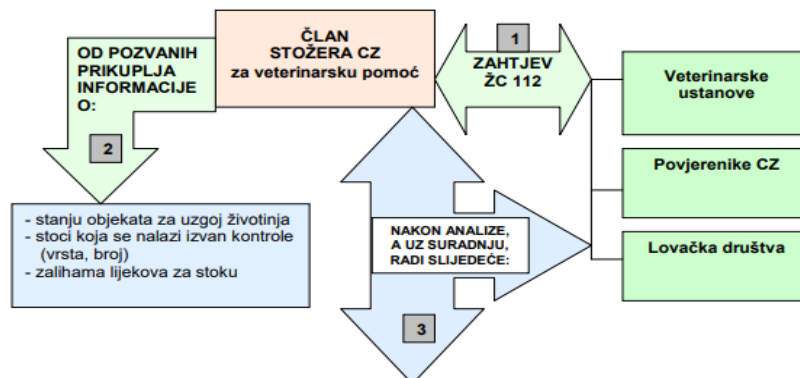 ČLAN
STOŽERA CZ
za veterinarsku pomoć
1
ZAHTJEV
ŽC 112
OD POZVANIH
PRIKUPLJA
INFORMACIJE
O:
2
- stanju objekata za uzgoj životinja
- stoci koja se nalazi izvan kontrole
(vrsta, broj)
- zalihama lijekova za stoku
Veterinarske
ustanove
Povjerenike CZ
Lovačka društva
NAKON ANALIZE,
A UZ SURADNJU,
RADI SLIJEDEĆE:
3